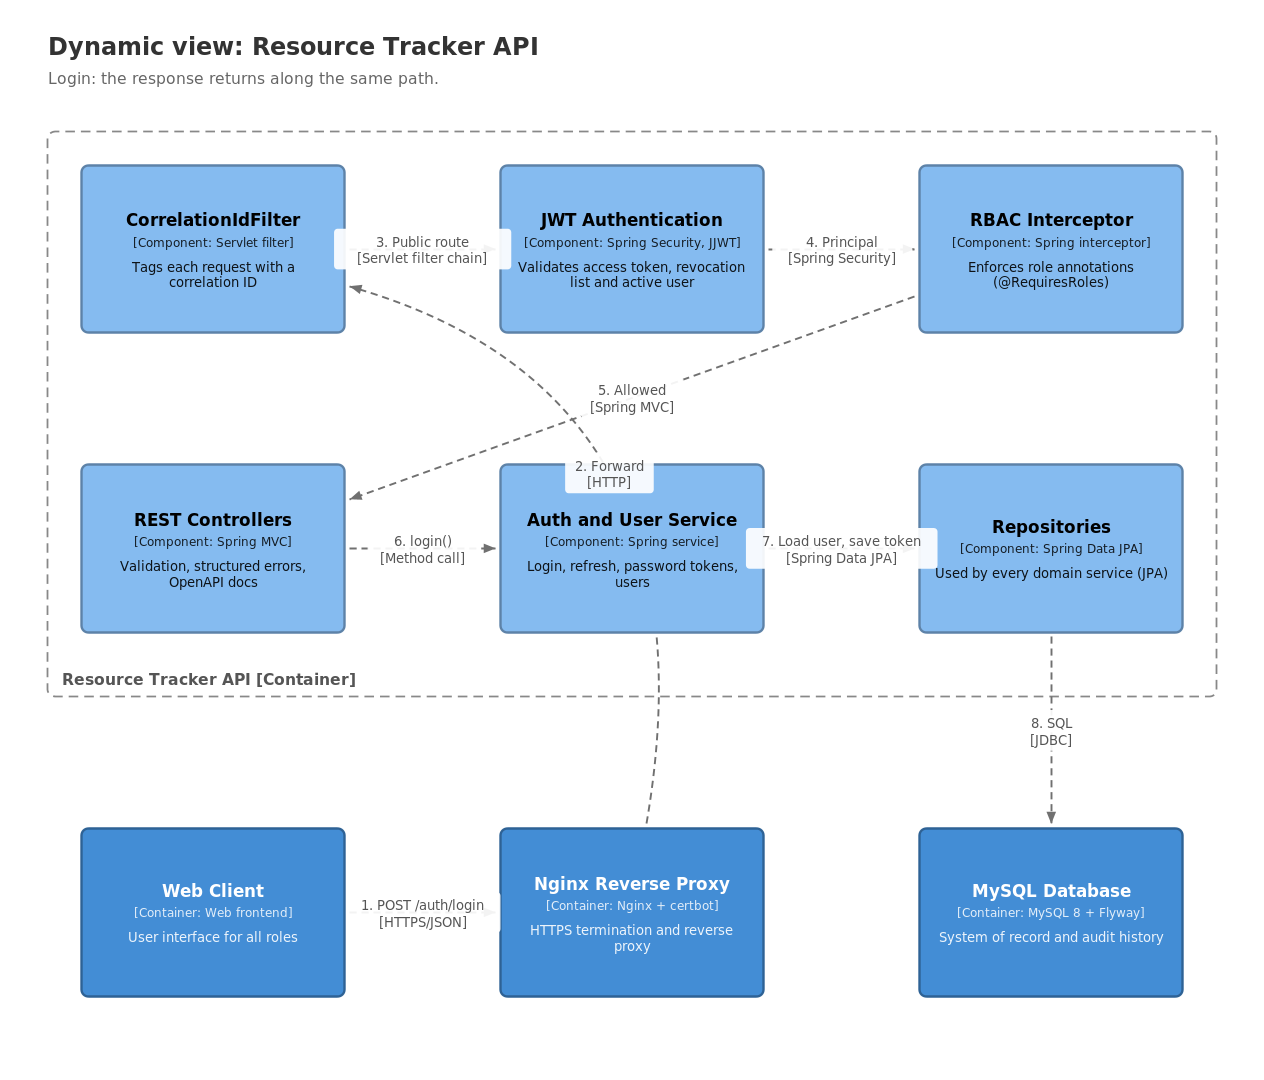 Dynamic view: Resource Tracker API
Login: the response returns along the same path.
CorrelationIdFilter
[Component: Servlet filter]
Tags each request with a
correlation ID
3. Public route
[Servlet filter chain]
JWT Authentication
[Component: Spring Security, JJWT]
Validates access token, revocation
list and active user
4. Principal
[Spring Security]
RBAC Interceptor
[Component: Spring interceptor]
Enforces role annotations
(@RequiresRoles)
5. Allowed
[Spring MVC]
2. Forward
[HTTP]
REST Controllers
[Component: Spring MVC]
Validation, structured errors,
OpenAPI docs
6. login()
[Method call]
Auth and User Service
[Component: Spring service]
Login, refresh, password tokens,
users
7. Load user, save token
[Spring Data JPA]
Repositories
[Component: Spring Data JPA]
Used by every domain service (JPA)
Resource Tracker API [Container]
8. SQL
[JDBC]
Web Client
[Container: Web frontend]
User interface for all roles
1. POST /auth/login
[HTTPS/JSON]
Nginx Reverse Proxy
[Container: Nginx + certbot]
HTTPS termination and reverse
proxy
MySQL Database
[Container: MySQL 8 + Flyway]
System of record and audit history